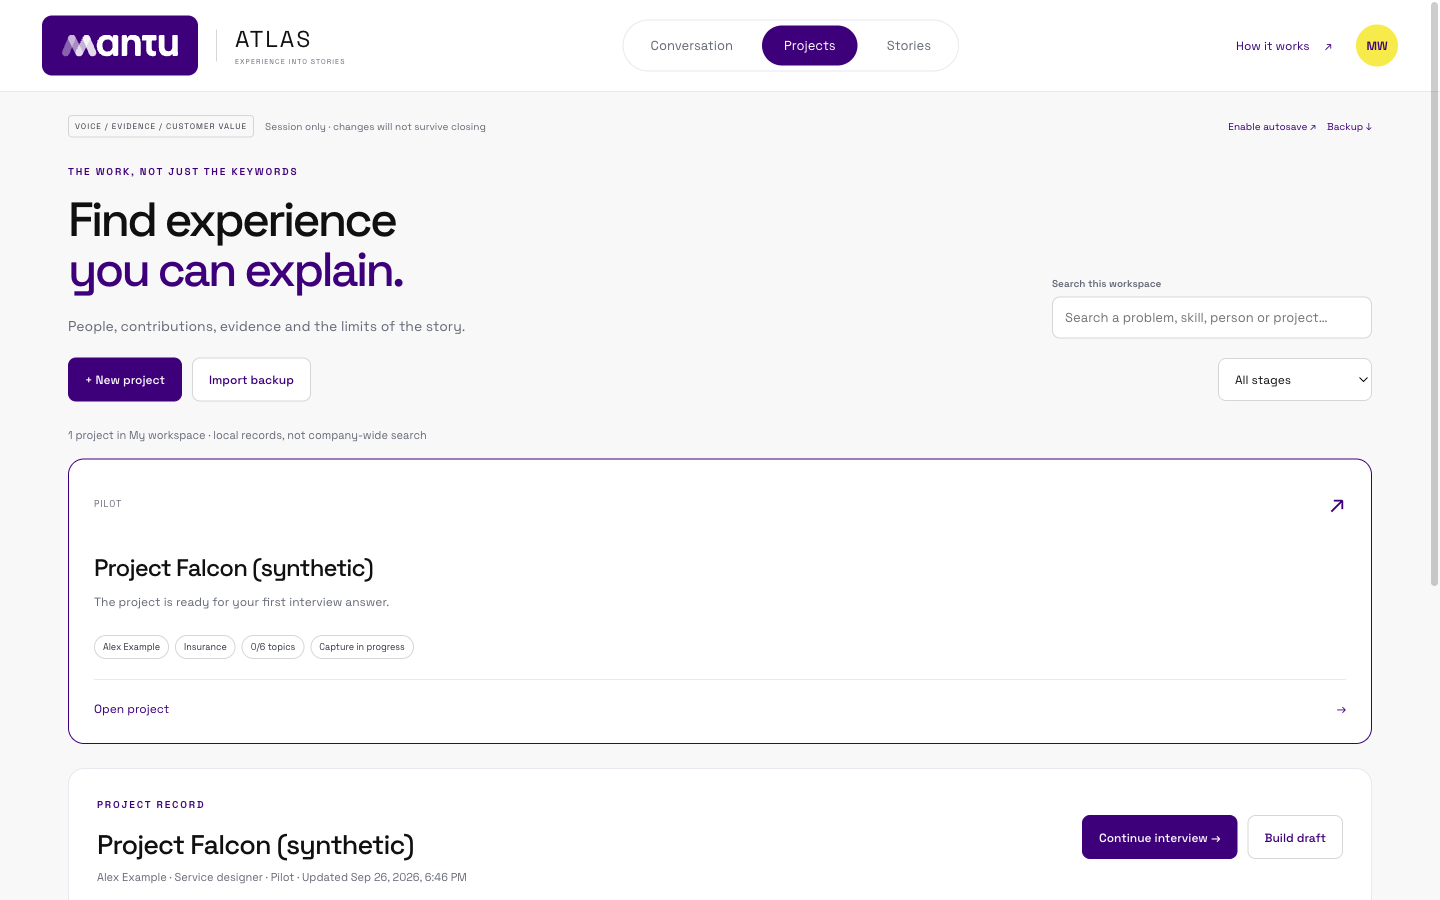 mantu
ATLAS
EXPERIENCE INTO STORIES
Conversation
Projects
Stories
How it works ↗
MW
VOICE / EVIDENCE / CUSTOMER VALUE
Session only · changes will not survive closing
Enable autosave ↗
Backup ↓
THE WORK, NOT JUST THE KEYWORDS
Find experience
you can explain.
People, contributions, evidence and the limits of the story.
Search this workspace
Search a problem, skill, person or project...
+ New project
Import backup
All stages
1 project in My workspace · local records, not company-wide search
PILOT
↗
Project Falcon (synthetic)
The project is ready for your first interview answer.
Alex Example
Insurance
0/6 topics
Capture in progress
Open project →
PROJECT RECORD
Project Falcon (synthetic)
Alex Example · Service designer · Pilot · Updated Sep 26, 2026, 6:46 PM
Continue interview →
Build draft